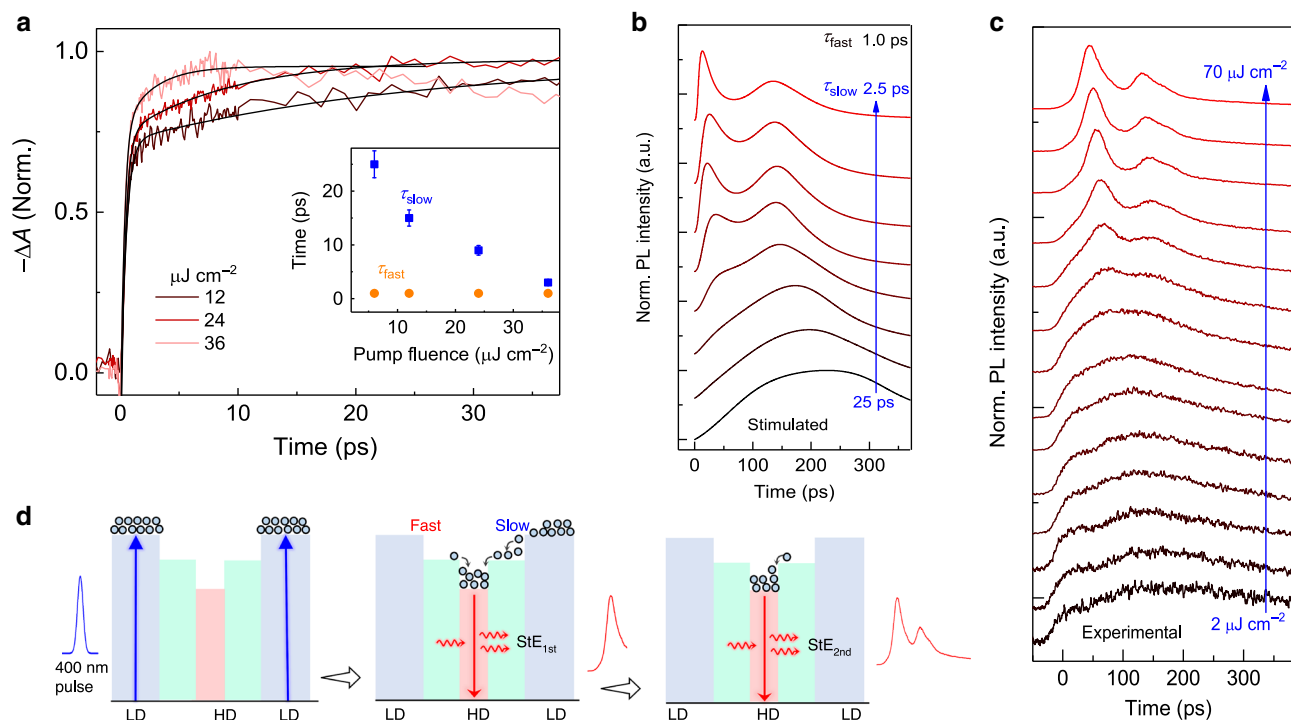 a
1.0
0.5
0.0
−ΔA (Norm.)
μJ cm−2
12
24
36
0
10
20
30
Time (ps)
20
10
0
Time (ps)
τslow
τfast
10
20
30
Pump fluence (μJ cm−2)
b
τfast 1.0 ps
τslow 2.5 ps
25 ps
Stimulated
Norm. PL intensity (a.u.)
0
100
200
300
Time (ps)
c
70 μJ cm−2
2 μJ cm−2
Experimental
Norm. PL intensity (a.u.)
0
100
200
300
Time (ps)
d
400 nm
pulse
LD
HD
LD
Fast
Slow
StE1st
LD
HD
LD
StE2nd
LD
HD
LD